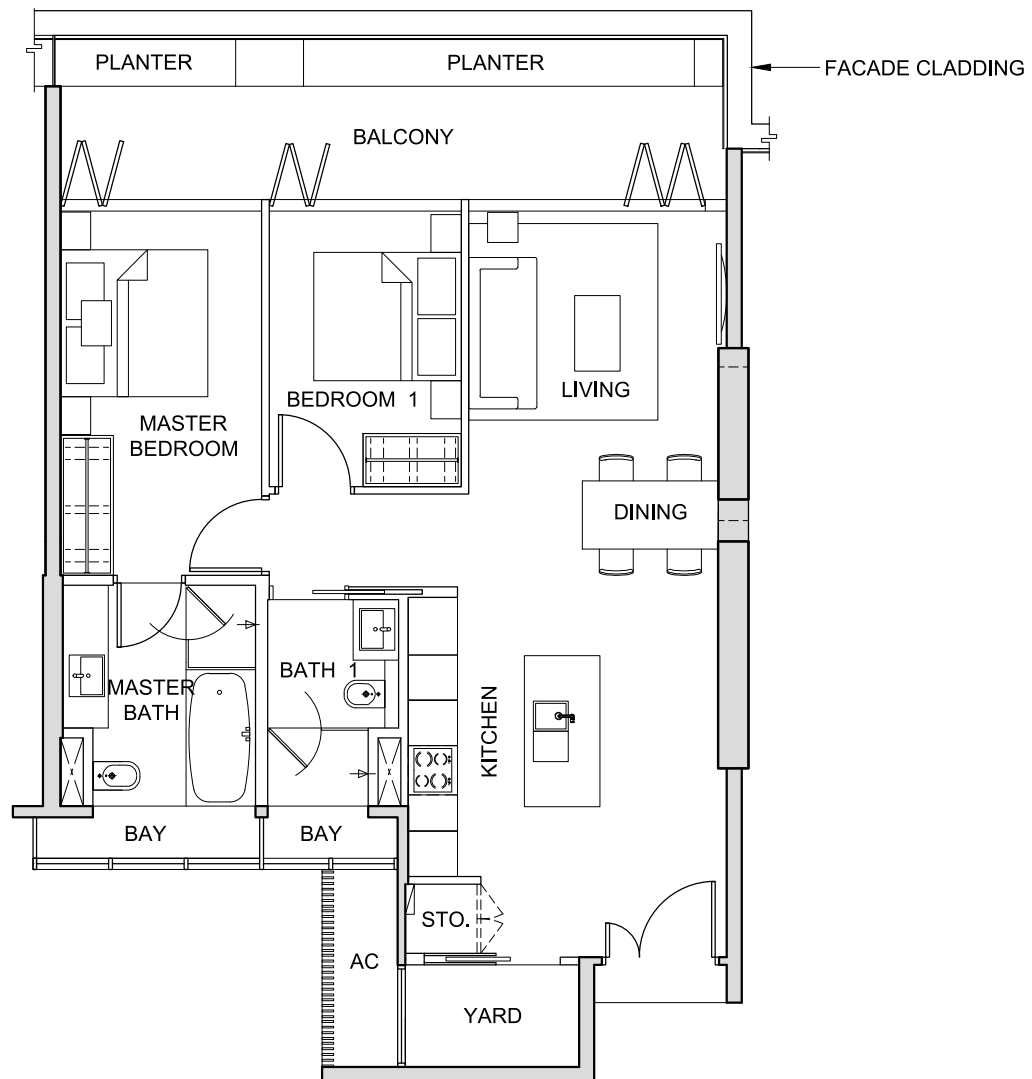 PLANTER
PLANTER
FACADE CLADDING
BALCONY
BEDROOM 1
LIVING
MASTER
BEDROOM
DINING
BATH 1
MASTER
BATH
KITCHEN
BAY
BAY
STO.
AC
YARD